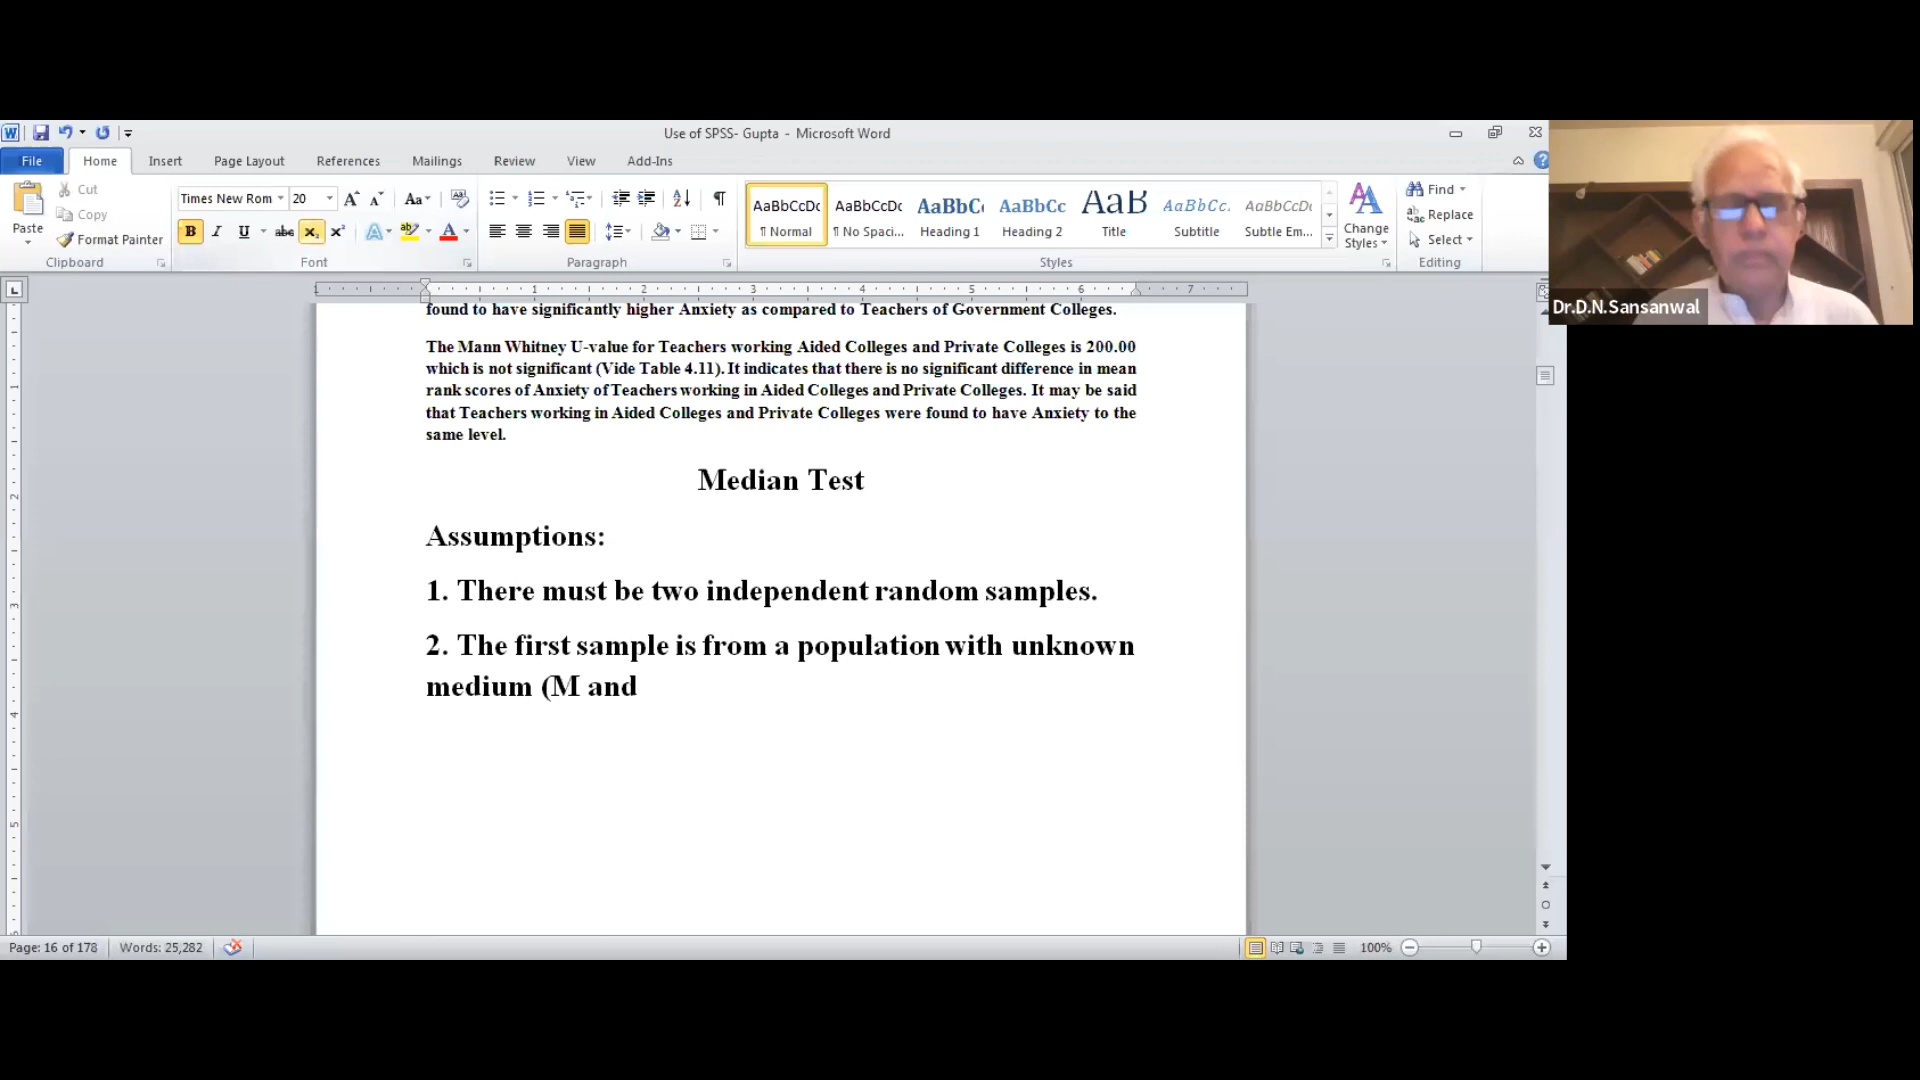 Use of SPSS- Gupta - Microsoft Word
File Home Insert Page Layout References Mailings Review View Add-Ins
Paste
Cut
Copy
Format Painter
Clipboard
Times New Rom 20
Font
Paragraph
AaBbCcDc AaBbCcDc AaBbC AaBbCc AaB AaBbCc. AaBbCcDc
¶ Normal ¶ No Spaci... Heading 1 Heading 2 Title Subtitle Subtle Em...
Styles
Change
Styles
Find
Replace
Select
Editing
Dr.D.N.Sansanwal
found to have significantly higher Anxiety as compared to Teachers of Government Colleges.
The Mann Whitney U-value for Teachers working Aided Colleges and Private Colleges is 200.00
which is not significant (Vide Table 4.11). It indicates that there is no significant difference in mean
rank scores of Anxiety of Teachers working in Aided Colleges and Private Colleges. It may be said
that Teachers working in Aided Colleges and Private Colleges were found to have Anxiety to the
same level.
Median Test
Assumptions:
1. There must be two independent random samples.
2. The first sample is from a population with unknown
medium (M and
Page: 16 of 178 Words: 25,282
100%